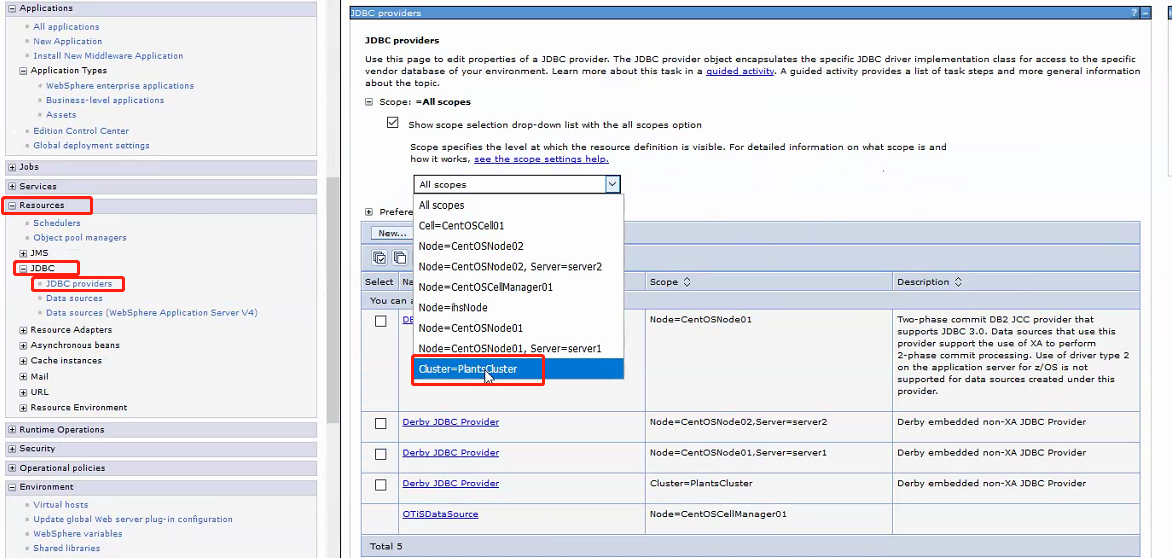 Applications
All applications
New Application
Install New Middleware Application
Application Types
WebSphere enterprise applications
Business-level applications
Assets
Edition Control Center
Global deployment settings
Jobs
Services
Resources
Schedulers
Object pool managers
JMS
JDBC
JDBC providers
Data sources
Data sources (WebSphere Application Server V4)
Resource Adapters
Asynchronous beans
Cache instances
Mail
URL
Resource Environment
Runtime Operations
Security
Operational policies
Environment
Virtual hosts
Update global Web server plug-in configuration
WebSphere variables
Shared libraries
JDBC providers
JDBC providers
Use this page to edit properties of a JDBC provider. The JDBC provider object encapsulates the specific JDBC driver implementation class for access to the specific
vendor database of your environment. Learn more about this task in a guided activity. A guided activity provides a list of task steps and more general information
about the topic.
Scope: =All scopes
Show scope selection drop-down list with the all scopes option
Scope specifies the level at which the resource definition is visible. For detailed information on what scope is and
how it works, see the scope settings help.
All scopes
All scopes
Cell=CentOSCell01
Node=CentOSNode02
Node=CentOSNode02, Server=server2
Node=CentOSCellManager01
Node=ihsNode
Node=CentOSNode01
Node=CentOSNode01, Server=server1
Cluster=PlantsCluster
Prefere
New...
Select Na Scope Description
You can a
DB Node=CentOSNode01 Two-phase commit DB2 JCC provider that
supports JDBC 3.0. Data sources that use this
provider support the use of XA to perform
2-phase commit processing. Use of driver type 2
on the application server for z/OS is not
supported for data sources created under this
provider.
Derby JDBC Provider Node=CentOSNode02,Server=server2 Derby embedded non-XA JDBC Provider
Derby JDBC Provider Node=CentOSNode01,Server=server1 Derby embedded non-XA JDBC Provider
Derby JDBC Provider Cluster=PlantsCluster Derby embedded non-XA JDBC Provider
OTiSDataSource Node=CentOSCellManager01
Total 5